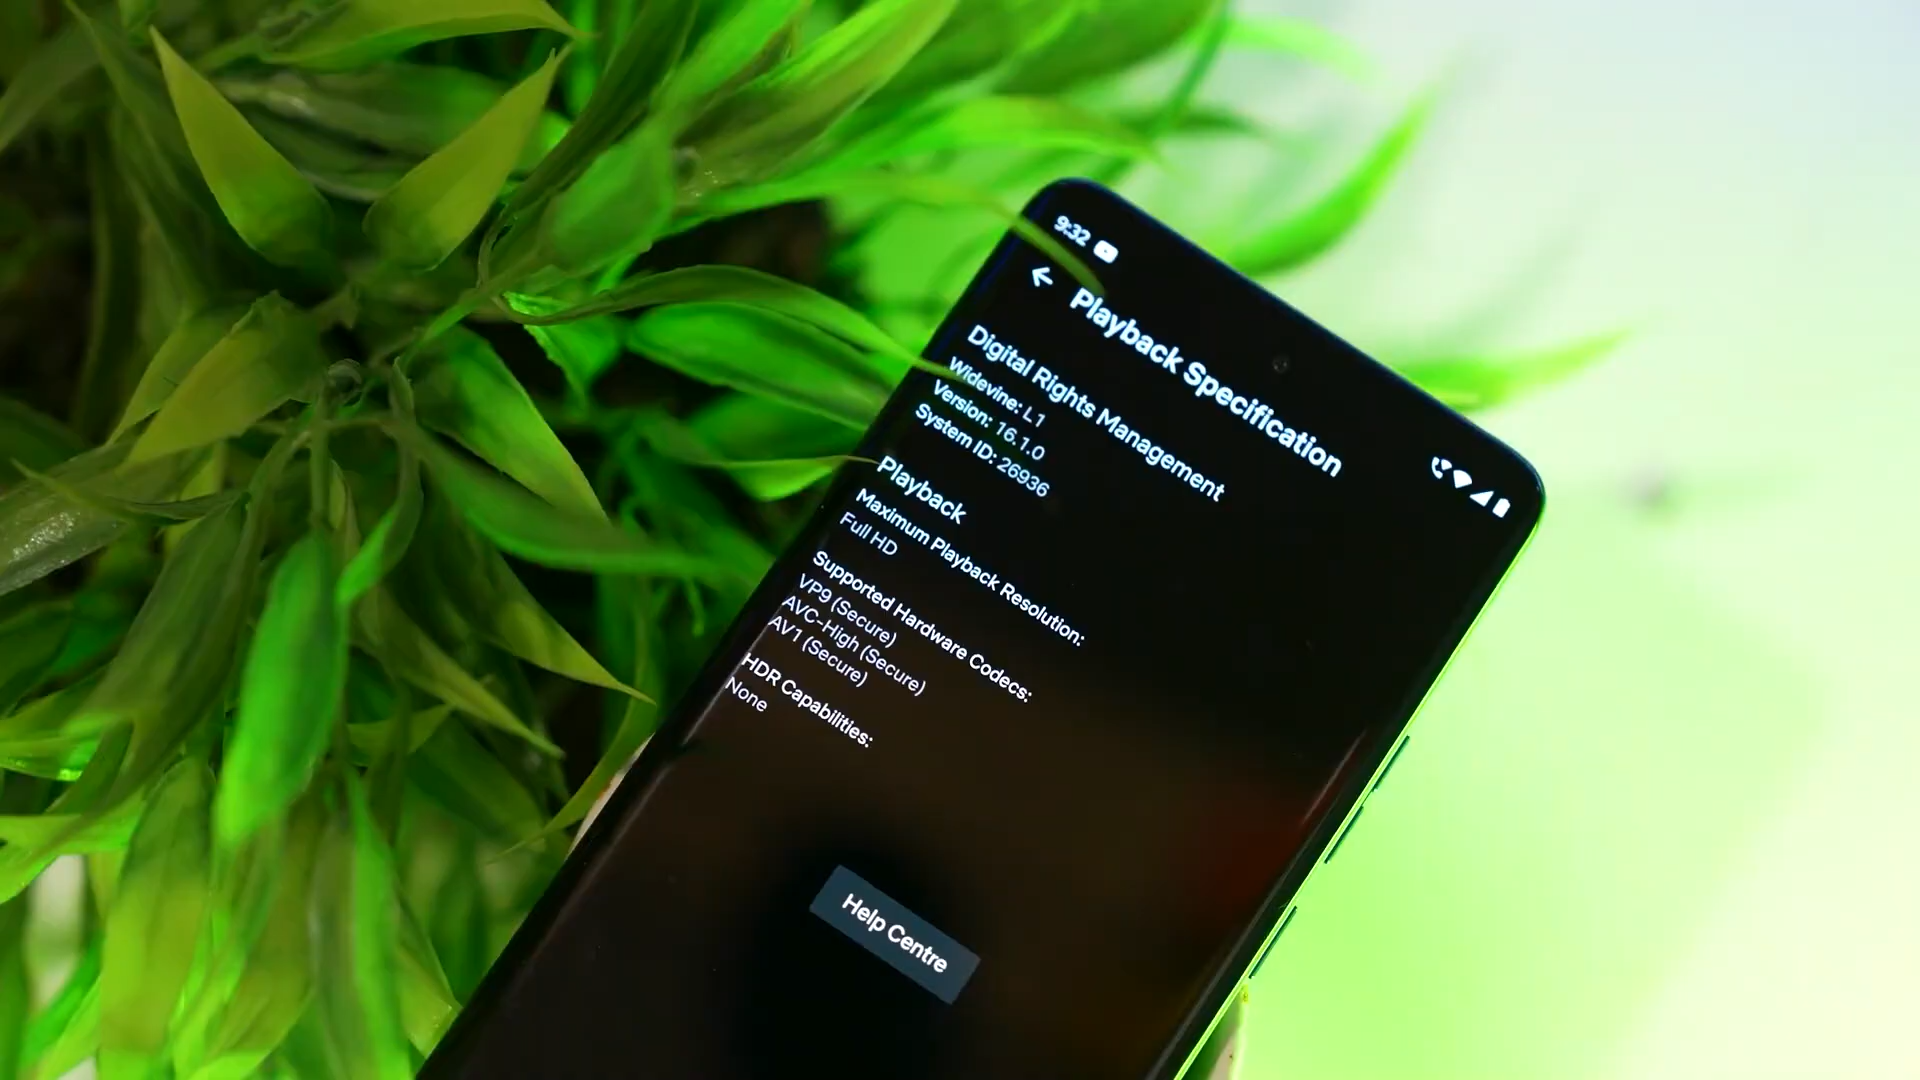 9:32
Playback Specification
Digital Rights Management
Widevine: L1
Version: 16.1.0
System ID: 26936
Playback
Maximum Playback Resolution:
Full HD
Supported Hardware Codecs:
VP9 (Secure)
AVC-High (Secure)
AV1 (Secure)
HDR Capabilities:
None
Help Centre